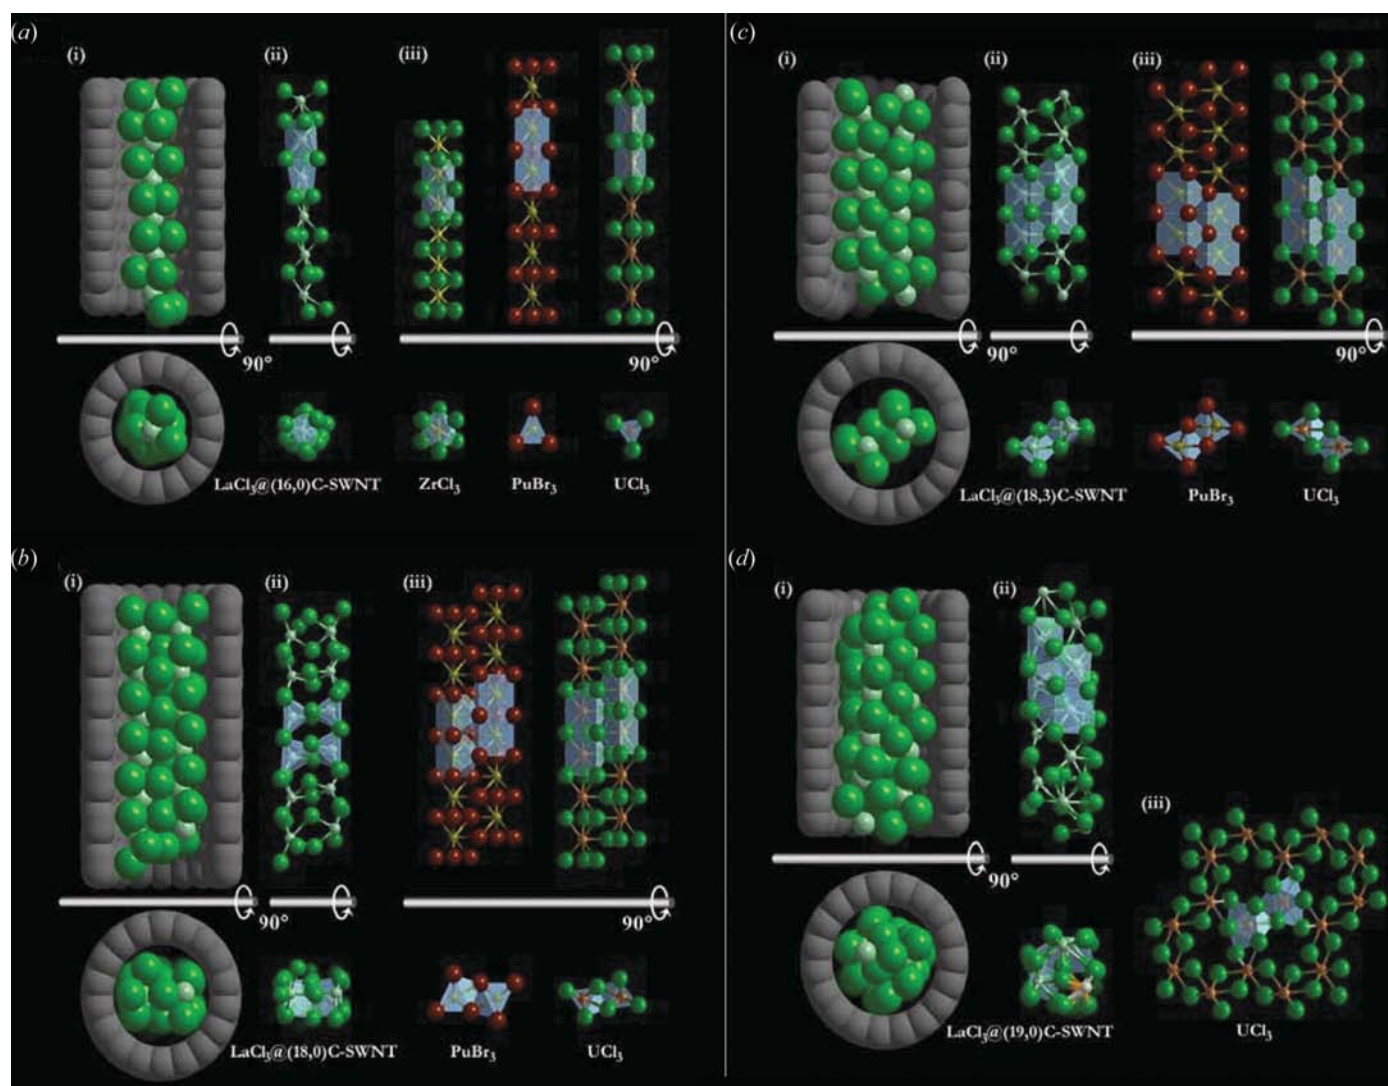 (a)
(i) (ii) (iii)
90° 90°
LaCl3@(16,0)C-SWNT ZrCl3 PuBr3 UCl3
(b)
(i) (ii) (iii)
90° 90°
LaCl3@(18,0)C-SWNT PuBr3 UCl3
(c)
(i) (ii) (iii)
90° 90°
LaCl3@(18,3)C-SWNT PuBr3 UCl3
(d)
(i) (ii)
90°
(iii)
LaCl3@(19,0)C-SWNT
UCl3